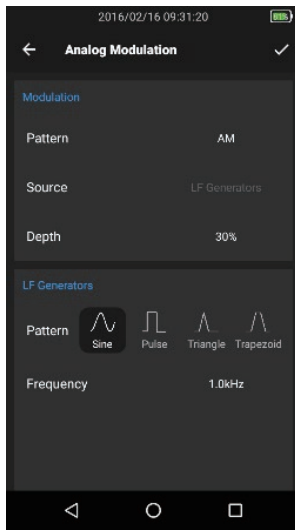 2016/02/16 09:31:20
Analog Modulation
Modulation
Pattern AM
Source LF Generators
Depth 30%
LF Generators
Pattern Sine Pulse Triangle Trapezoid
Frequency 1.0kHz